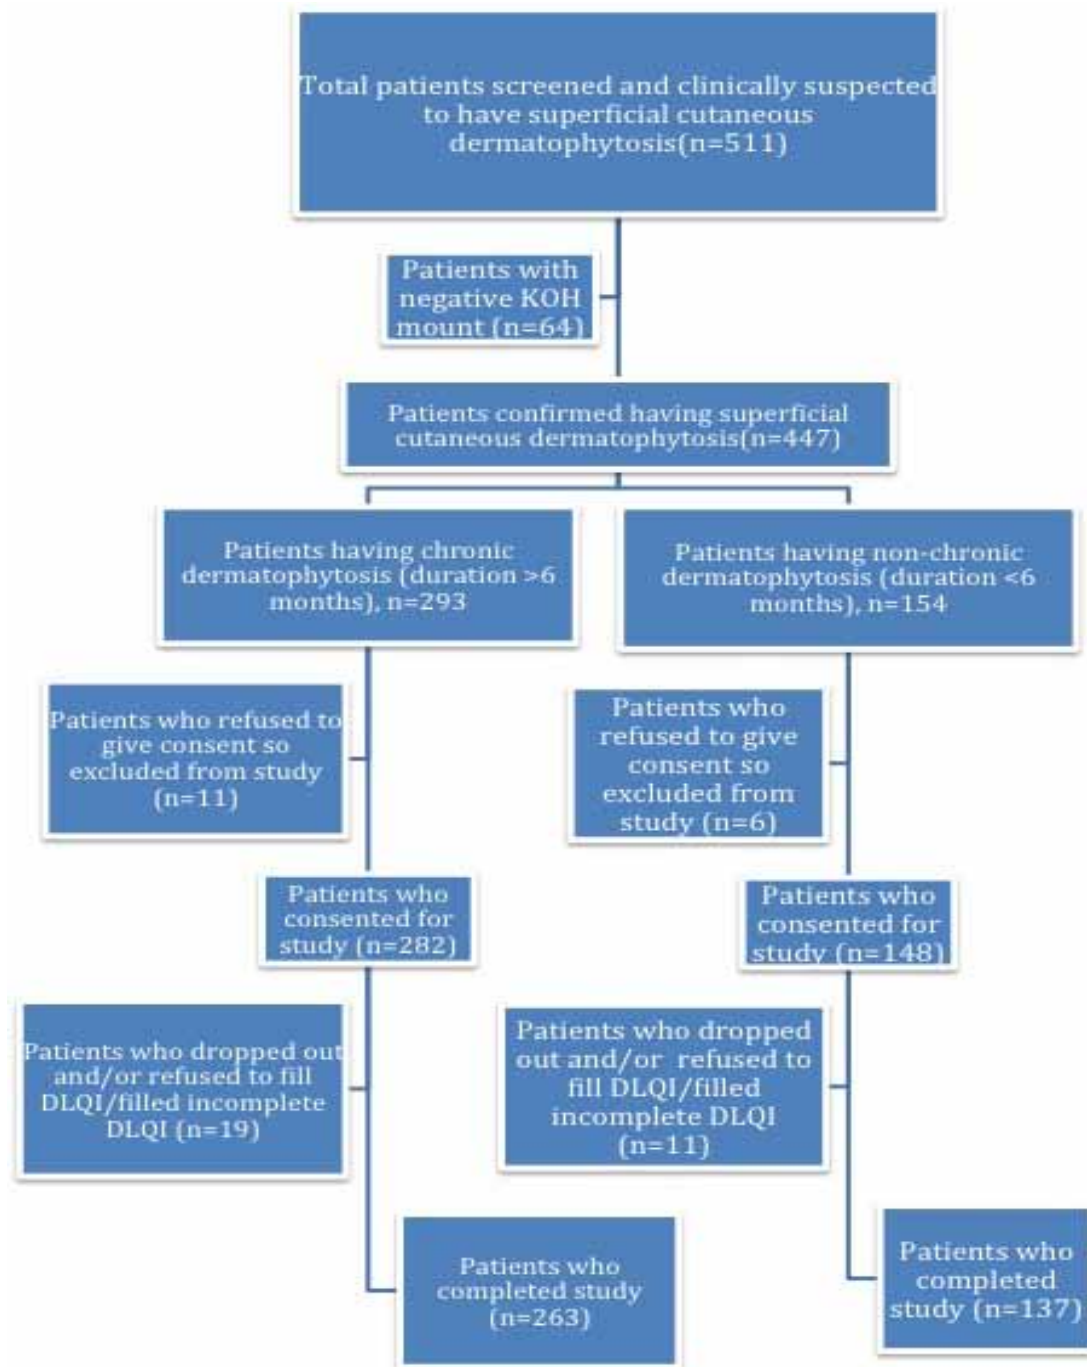 Total patients screened and clinically suspected
to have superficial cutaneous
dermatophytosis(n=511)
Patients with
negative KOH
mount (n=64)
Patients confirmed having superficial
cutaneous dermatophytosis(n=447)
Patients having chronic
dermatophytosis (duration >6
months), n=293
Patients having non-chronic
dermatophytosis (duration <6
months), n=154
Patients who refused to
give consent so
excluded from study
(n=11)
Patients who
refused to give
consent so
excluded from
study (n=6)
Patients who
consented for
study (n=282)
Patients who
consented for
study (n=148)
Patients who dropped out
and/or refused to fill
DLQI/filled incomplete
DLQI (n=19)
Patients who dropped
out and/or refused to
fill DLQI/filled
incomplete DLQI
(n=11)
Patients who
completed study
(n=263)
Patients who
completed
study (n=137)